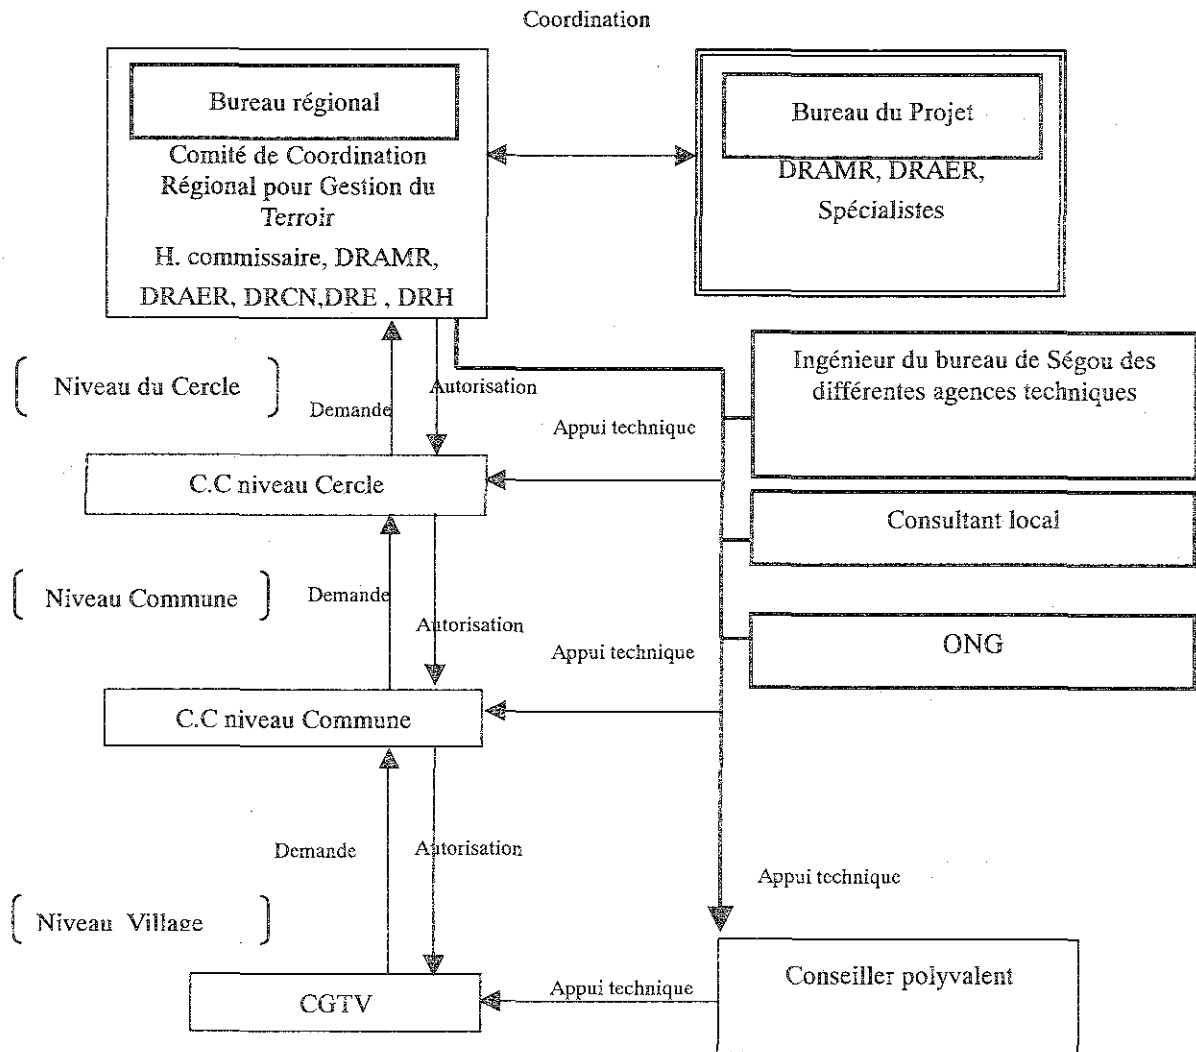 Coordination
Bureau régional
Comité de Coordination
Régional pour Gestion du
Terroir
H. commissaire, DRAMR,
DRAER, DRCN,DRE , DRH
Bureau du Projet
DRAMR, DRAER,
Spécialistes
Niveau du Cercle
Demande
Autorisation
Appui technique
Ingénieur du bureau de Ségou des
différentes agences techniques
C.C niveau Cercle
Consultant local
Niveau Commune
Demande
Autorisation
Appui technique
ONG
C.C niveau Commune
Demande
Autorisation
Appui technique
Niveau Village
CGTV
Appui technique
Conseiller polyvalent